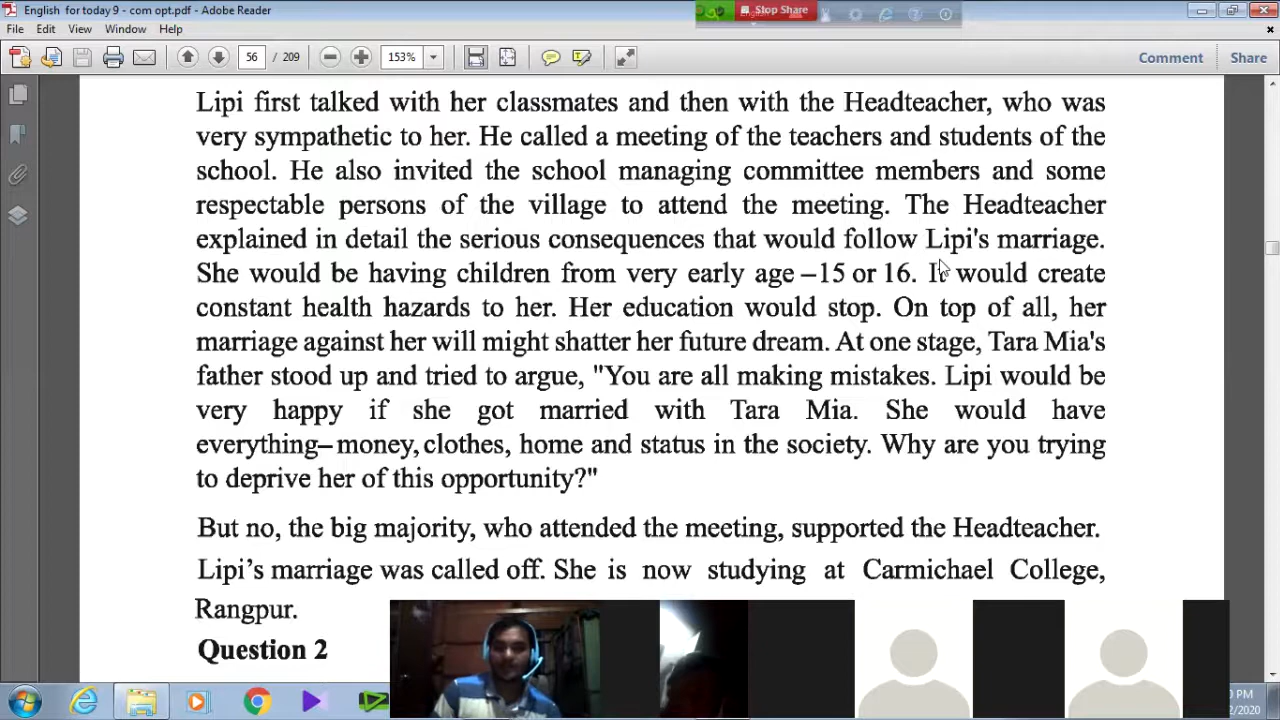 English for today 9 - com opt.pdf - Adobe Reader
Stop Share
File Edit View Window Help
56 / 209 153% Comment Share
Lipi first talked with her classmates and then with the Headteacher, who was
very sympathetic to her. He called a meeting of the teachers and students of the
school. He also invited the school managing committee members and some
respectable persons of the village to attend the meeting. The Headteacher
explained in detail the serious consequences that would follow Lipi's marriage.
She would be having children from very early age –15 or 16. It would create
constant health hazards to her. Her education would stop. On top of all, her
marriage against her will might shatter her future dream. At one stage, Tara Mia's
father stood up and tried to argue, "You are all making mistakes. Lipi would be
very happy if she got married with Tara Mia. She would have
everything– money, clothes, home and status in the society. Why are you trying
to deprive her of this opportunity?"
But no, the big majority, who attended the meeting, supported the Headteacher.
Lipi’s marriage was called off. She is now studying at Carmichael College,
Rangpur.
Question 2